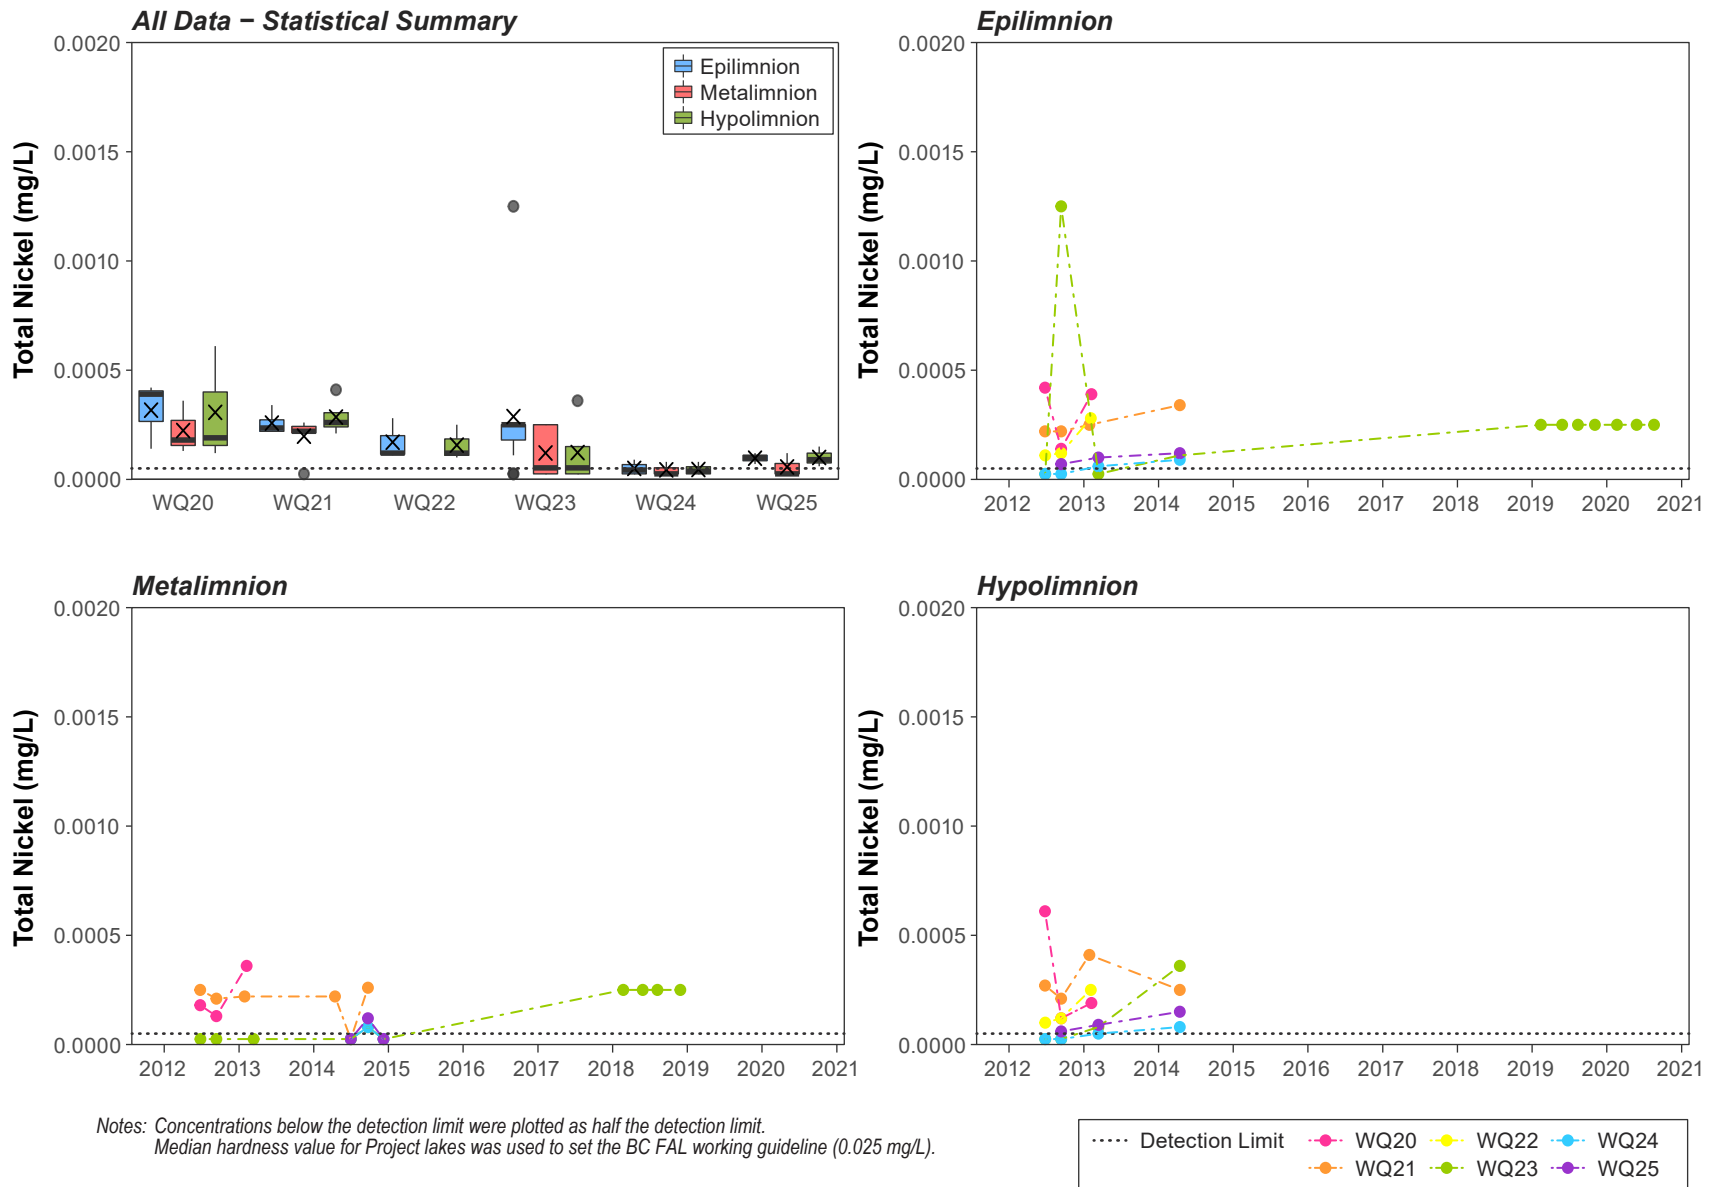 All Data − Statistical Summary
Total Nickel (mg/L)
0.0020
0.0015
0.0010
0.0005
0.0000
Epilimnion
Metalimnion
Hypolimnion
WQ20 WQ21 WQ22 WQ23 WQ24 WQ25
Epilimnion
Total Nickel (mg/L)
0.0020
0.0015
0.0010
0.0005
0.0000
2012 2013 2014 2015 2016 2017 2018 2019 2020 2021
Metalimnion
Total Nickel (mg/L)
0.0020
0.0015
0.0010
0.0005
0.0000
2012 2013 2014 2015 2016 2017 2018 2019 2020 2021
Hypolimnion
Total Nickel (mg/L)
0.0020
0.0015
0.0010
0.0005
0.0000
2012 2013 2014 2015 2016 2017 2018 2019 2020 2021
Notes: Concentrations below the detection limit were plotted as half the detection limit.
Median hardness value for Project lakes was used to set the BC FAL working guideline (0.025 mg/L).
Detection Limit WQ20 WQ22 WQ24
WQ21 WQ23 WQ25